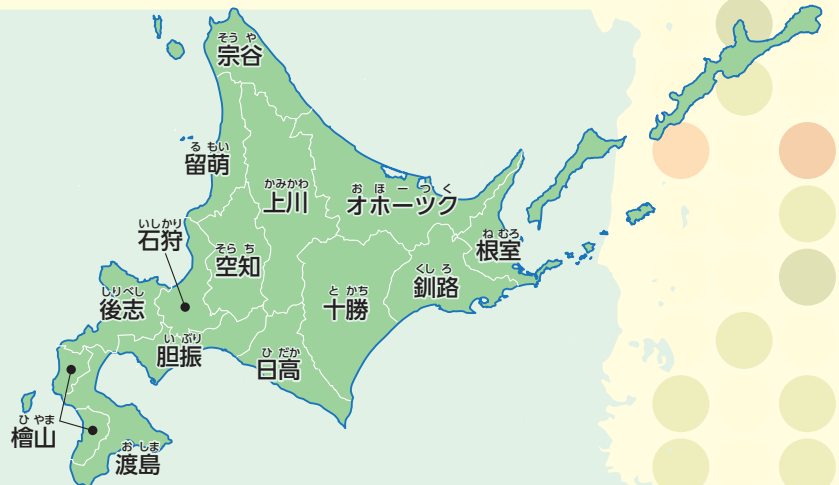 そうや
宗谷
るもい
留萌
かみかわ
上川
おほーつく
オホーツク
いしかり
石狩
そらち
空知
ねむろ
根室
くしろ
釧路
しりべし
後志
とかち
十勝
いぶり
胆振
ひだか
日高
ひやま
檜山
おしま
渡島